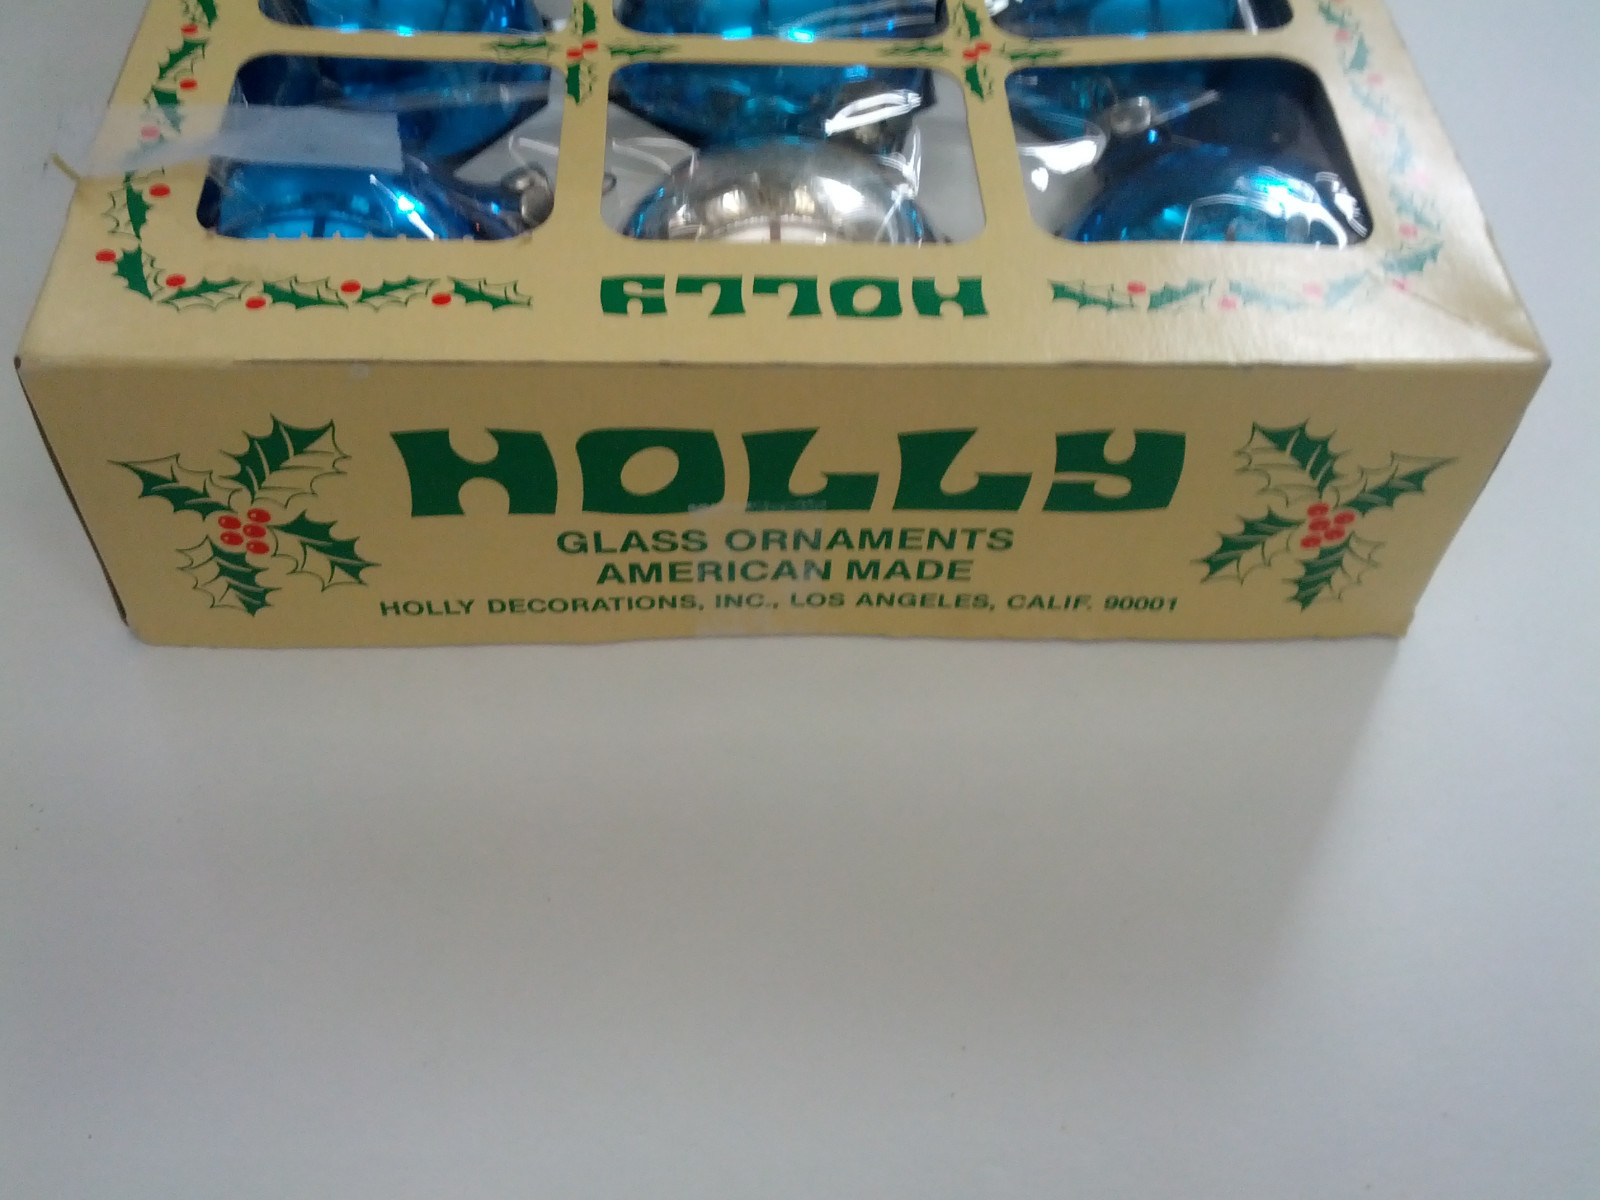 HOLLY
HOLLY
GLASS ORNAMENTS
AMERICAN MADE
HOLLY DECORATIONS, INC., LOS ANGELES, CALIF. 90001